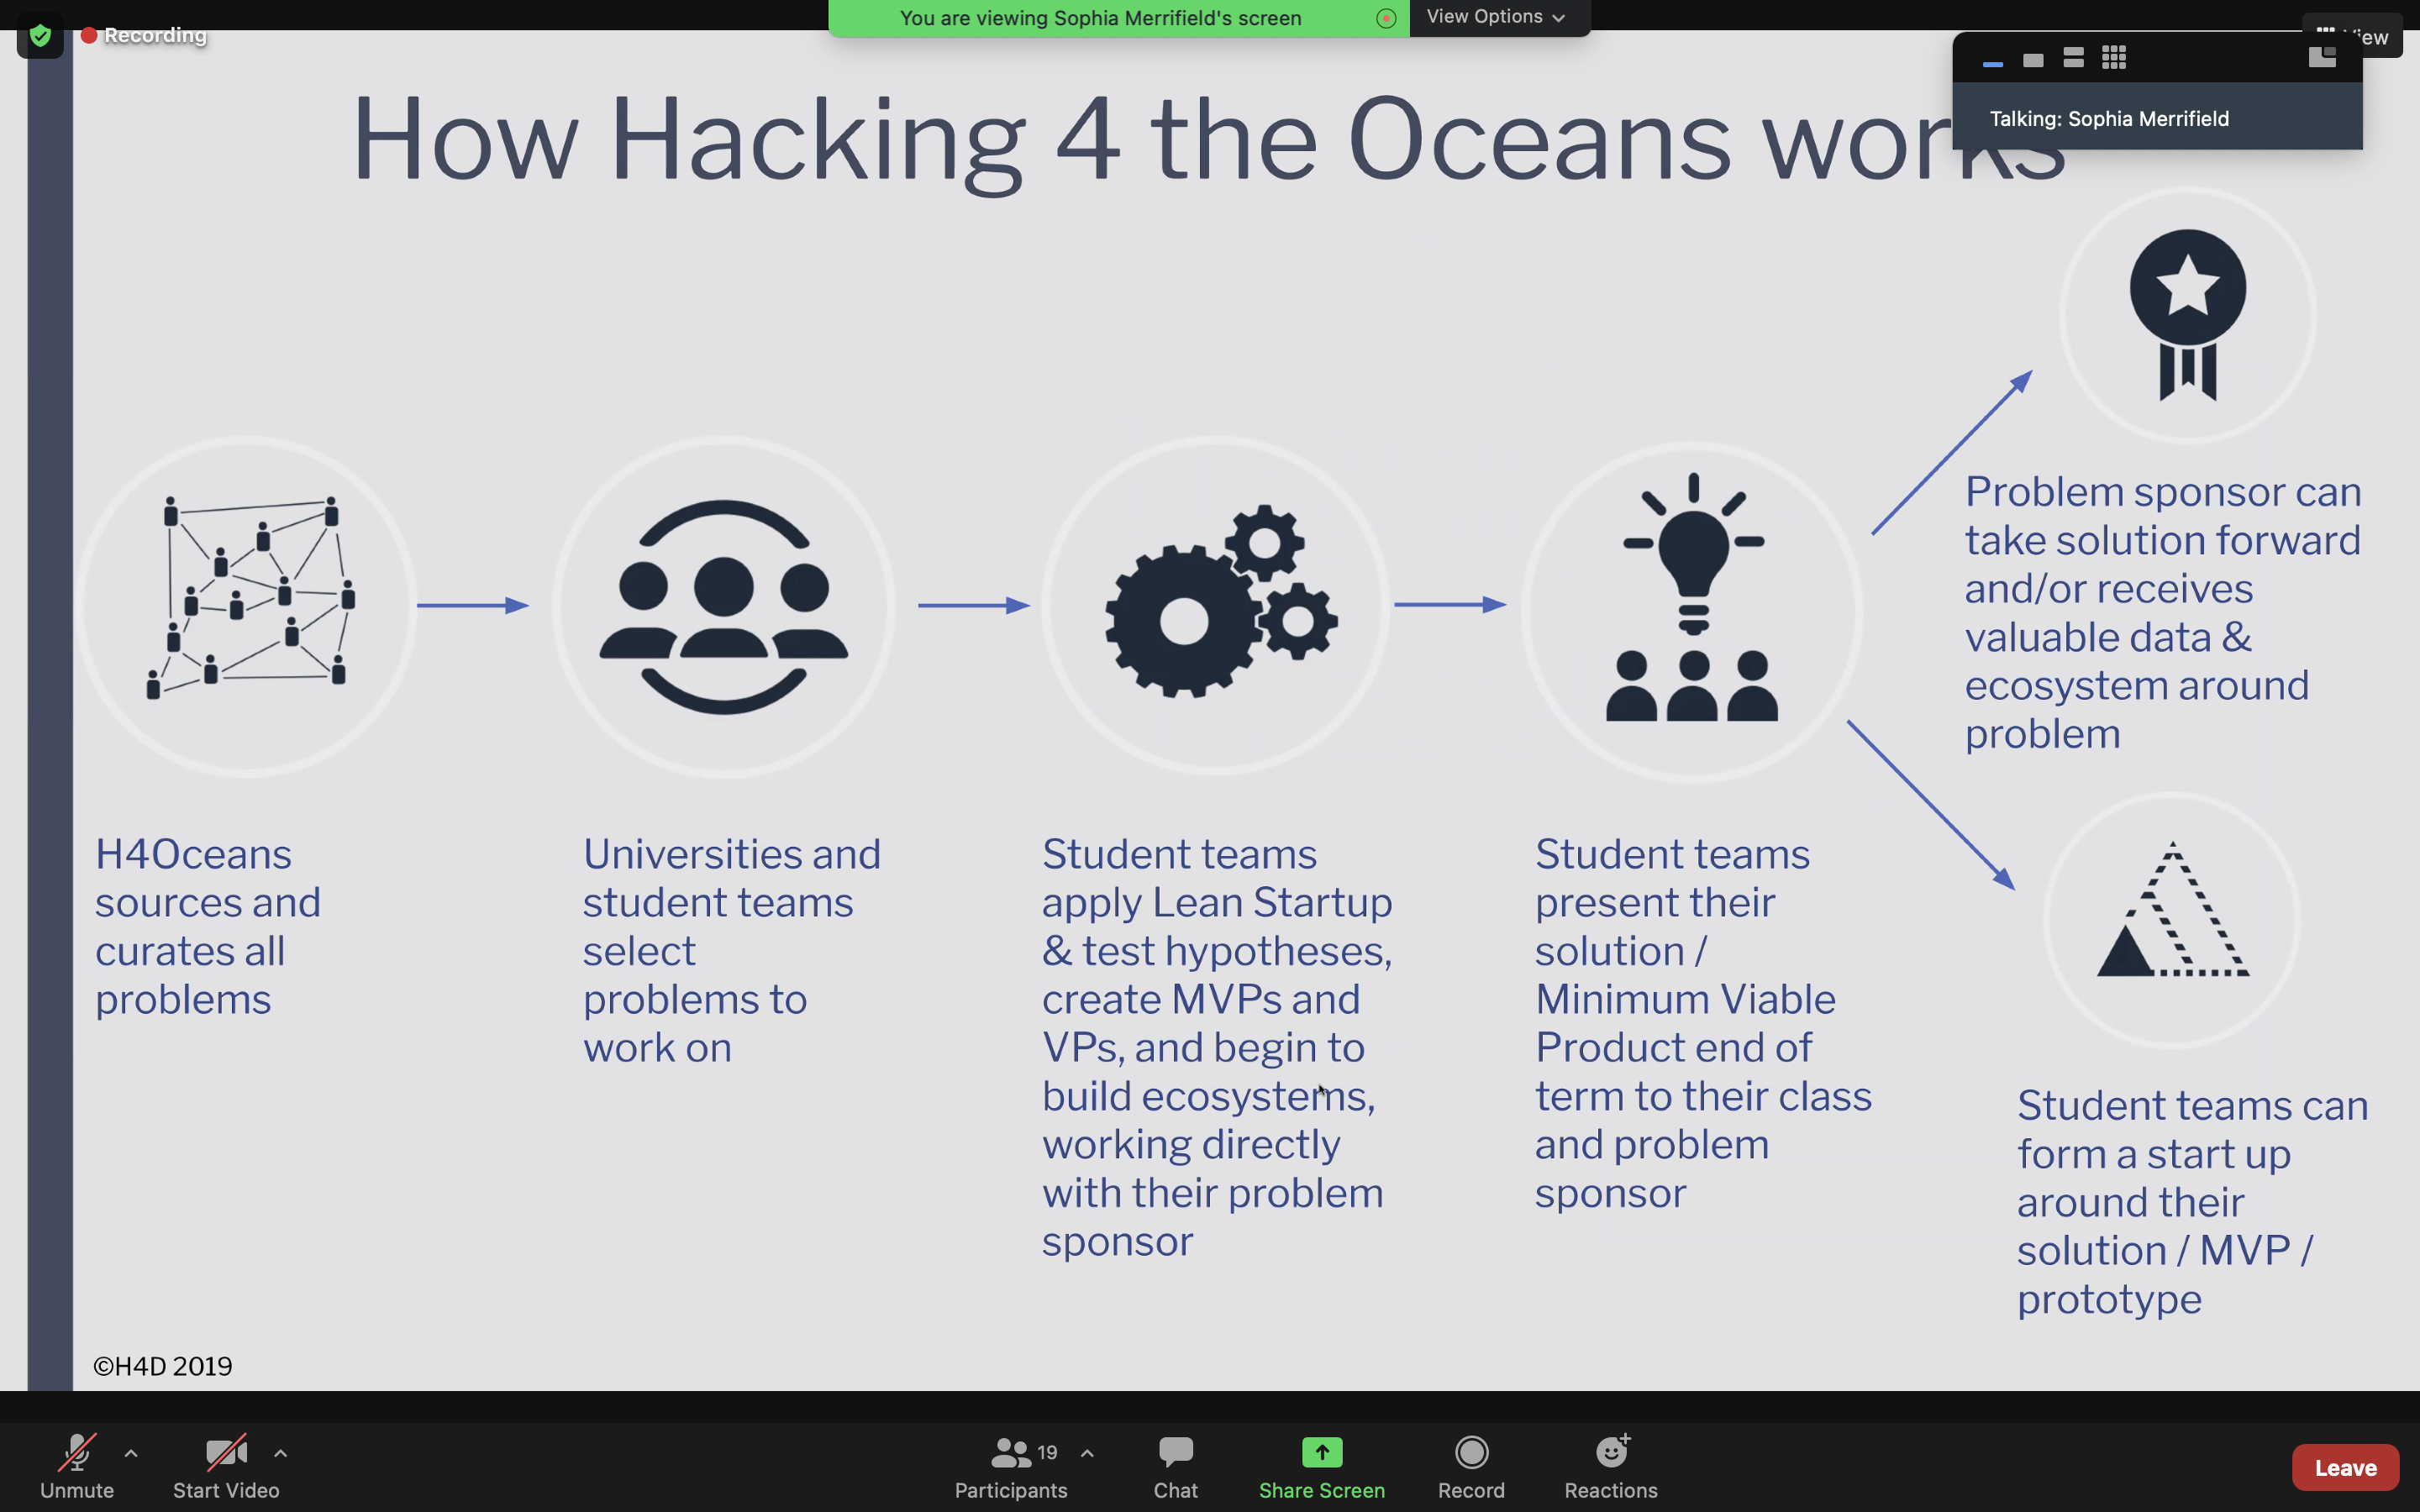 You are viewing Sophia Merrifield's screen
View Options
Recording
View
Talking: Sophia Merrifield
How Hacking 4 the Oceans works
H4Oceans
sources and
curates all
problems
Universities and
student teams
select
problems to
work on
Student teams
apply Lean Startup
& test hypotheses,
create MVPs and
VPs, and begin to
build ecosystems,
working directly
with their problem
sponsor
Student teams
present their
solution /
Minimum Viable
Product end of
term to their class
and problem
sponsor
Problem sponsor can
take solution forward
and/or receives
valuable data &
ecosystem around
problem
Student teams can
form a start up
around their
solution / MVP /
prototype
©H4D 2019
Unmute
Start Video
19
Participants
Chat
Share Screen
Record
Reactions
Leave